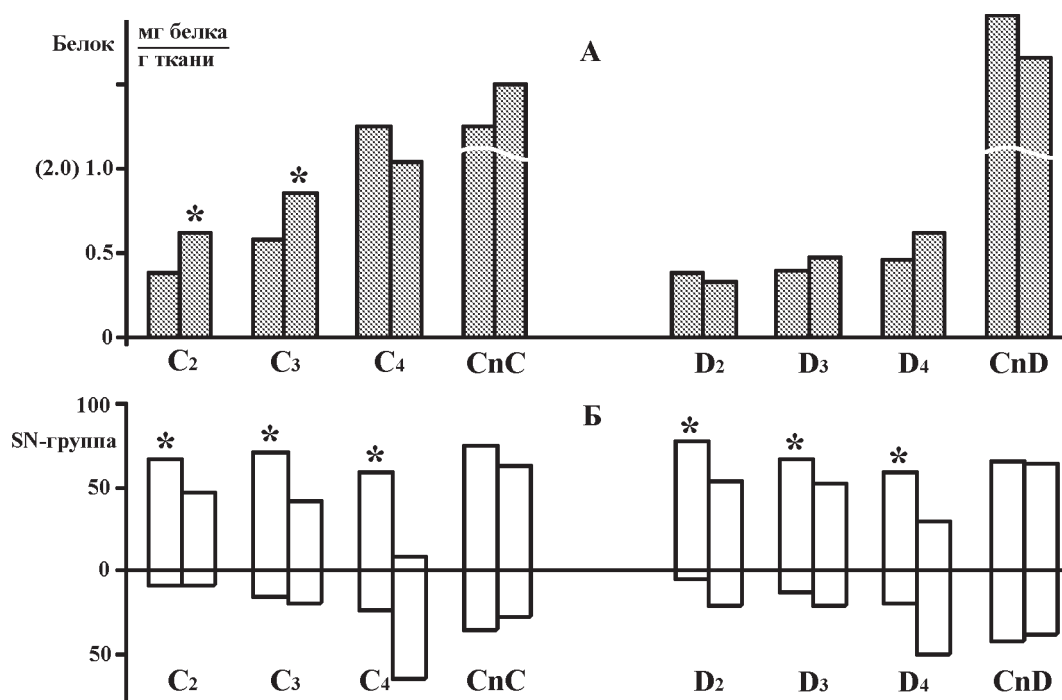 Белок
мг белка
г ткани
А
(2.0) 1.0
*
*
0.5
0
C2 C3 C4 CnC D2 D3 D4 CnD
100
Б
SN-группа
* * * * * *
50
0
50
C2 C3 C4 CnC D2 D3 D4 CnD